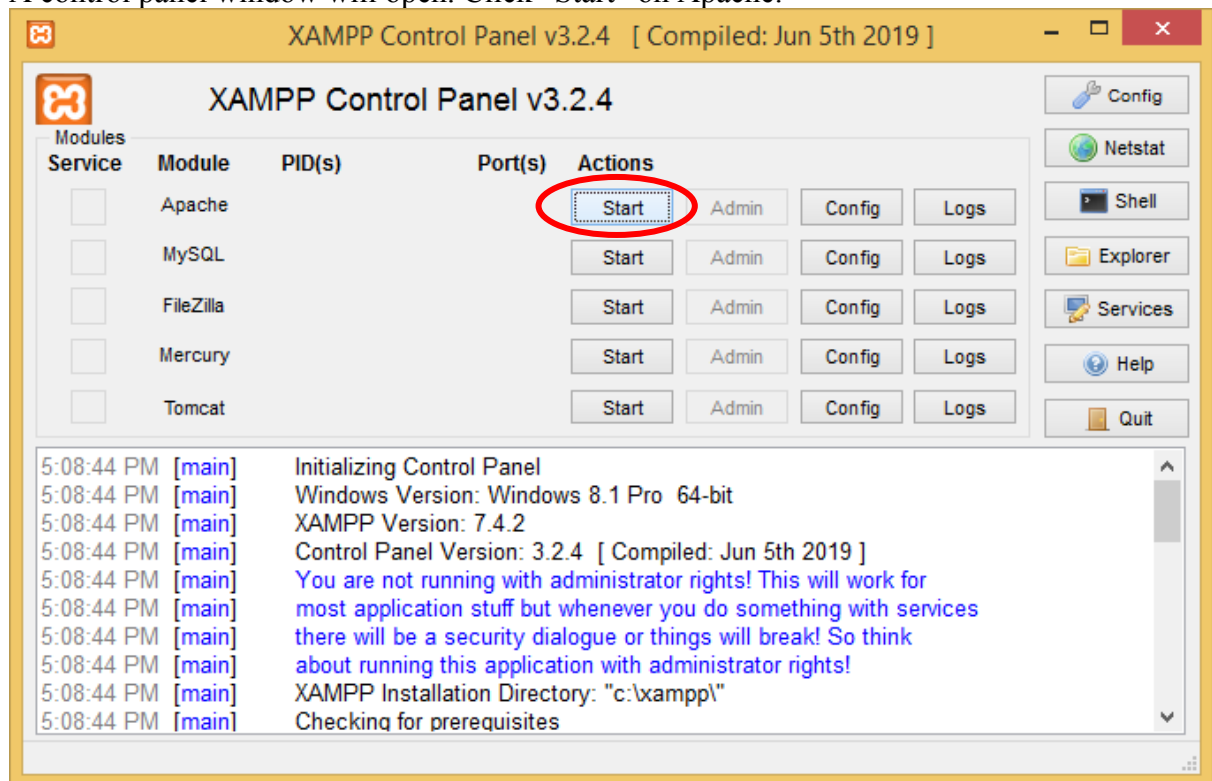 A control panel window will open. Click "Start" on Apache.
XAMPP Control Panel v3.2.4 [ Compiled: Jun 5th 2019 ]
XAMPP Control Panel v3.2.4
Config
Modules
Netstat
Service Module PID(s) Port(s) Actions
Apache Start Admin Config Logs
Shell
MySQL Start Admin Config Logs
Explorer
FileZilla Start Admin Config Logs
Services
Mercury Start Admin Config Logs
Help
Tomcat Start Admin Config Logs
Quit
5:08:44 PM [main] Initializing Control Panel
5:08:44 PM [main] Windows Version: Windows 8.1 Pro 64-bit
5:08:44 PM [main] XAMPP Version: 7.4.2
5:08:44 PM [main] Control Panel Version: 3.2.4 [ Compiled: Jun 5th 2019 ]
5:08:44 PM [main] You are not running with administrator rights! This will work for
5:08:44 PM [main] most application stuff but whenever you do something with services
5:08:44 PM [main] there will be a security dialogue or things will break! So think
5:08:44 PM [main] about running this application with administrator rights!
5:08:44 PM [main] XAMPP Installation Directory: "c:\xampp\"
5:08:44 PM [main] Checking for prerequisites